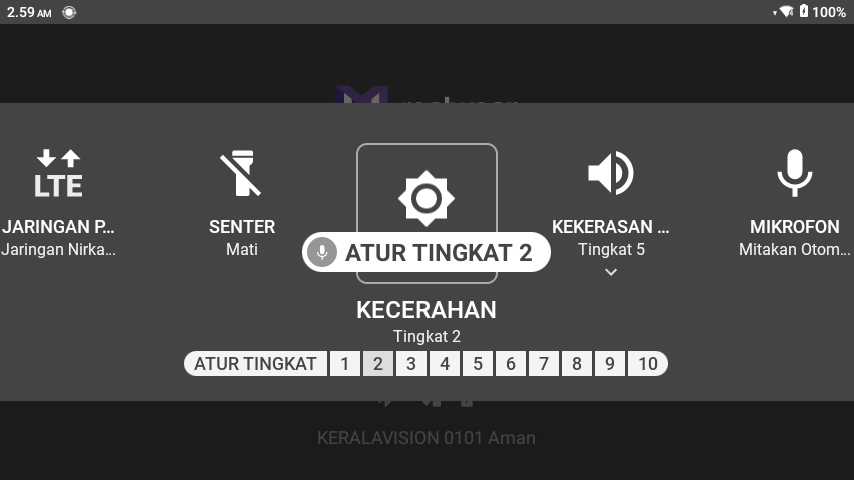 2.59 AM
100%
LTE
JARINGAN P...
Jaringan Nirka...
SENTER
Mati
ATUR TINGKAT 2
KEKERASAN ...
Tingkat 5
MIKROFON
Mitakan Otom...
KECERAHAN
Tingkat 2
ATUR TINGKAT 1 2 3 4 5 6 7 8 9 10
KERALAVISION 0101 Aman